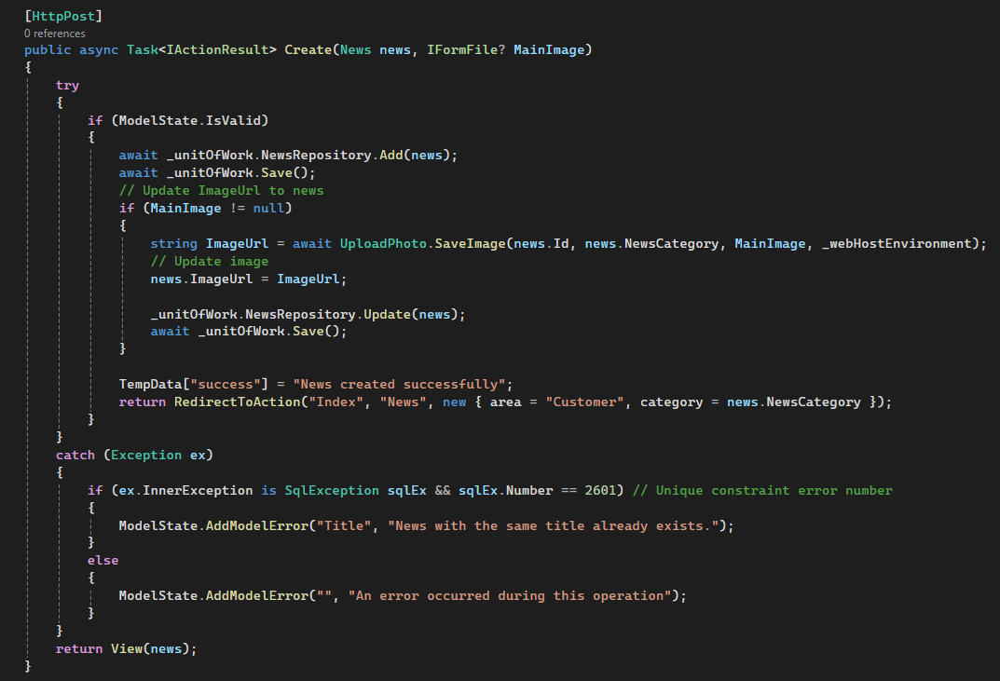 [HttpPost]
0 references
public async Task<IActionResult> Create(News news, IFormFile? MainImage)
{
try
{
if (ModelState.IsValid)
{
await _unitOfWork.NewsRepository.Add(news);
await _unitOfWork.Save();
// Update ImageUrl to news
if (MainImage != null)
{
string ImageUrl = await UploadPhoto.SaveImage(news.Id, news.NewsCategory, MainImage, _webHostEnvironment);
// Update image
news.ImageUrl = ImageUrl;
_unitOfWork.NewsRepository.Update(news);
await _unitOfWork.Save();
}
TempData["success"] = "News created successfully";
return RedirectToAction("Index", "News", new { area = "Customer", category = news.NewsCategory });
}
}
catch (Exception ex)
{
if (ex.InnerException is SqlException sqlEx && sqlEx.Number == 2601) // Unique constraint error number
{
ModelState.AddModelError("Title", "News with the same title already exists.");
}
else
{
ModelState.AddModelError("", "An error occurred during this operation");
}
}
return View(news);
}